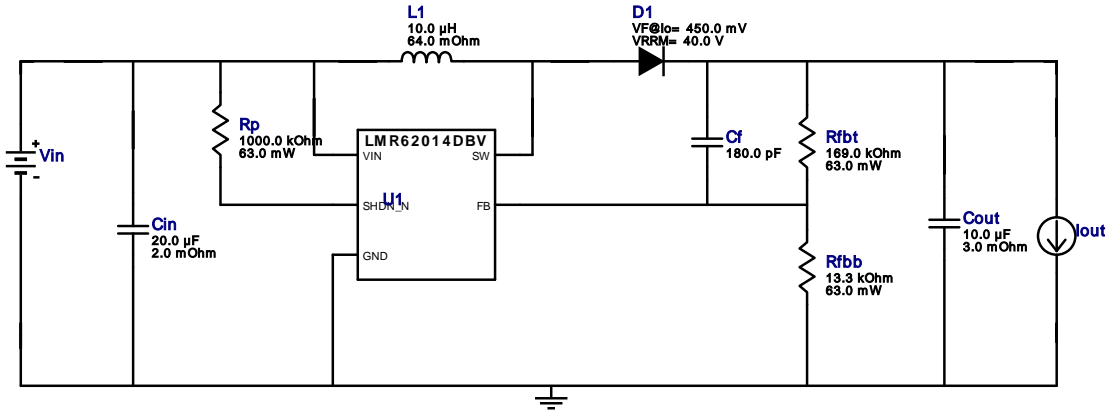 L1
10.0 µH
64.0 mOhm
D1
VF@Io= 450.0 mV
VRRM= 40.0 V
Rp
1000.0 kOhm
63.0 mW
LMR62014DBV
VIN
SW
SHDN_N
U1
FB
GND
Cf
180.0 pF
Rfbt
169.0 kOhm
63.0 mW
+
Vin
-
Cin
20.0 µF
2.0 mOhm
Cout
10.0 µF
3.0 mOhm
Iout
Rfbb
13.3 kOhm
63.0 mW